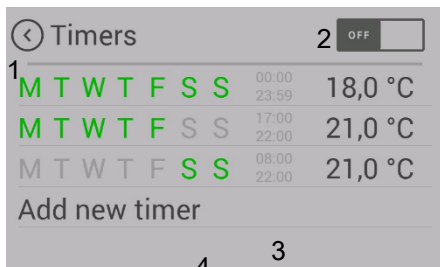 Timers 2 OFF
1
M T W T F S S 00:00 23:59 18,0 °C
M T W T F S S 17:00 22:00 21,0 °C
M T W T F S S 08:00 22:00 21,0 °C
Add new timer
3
4